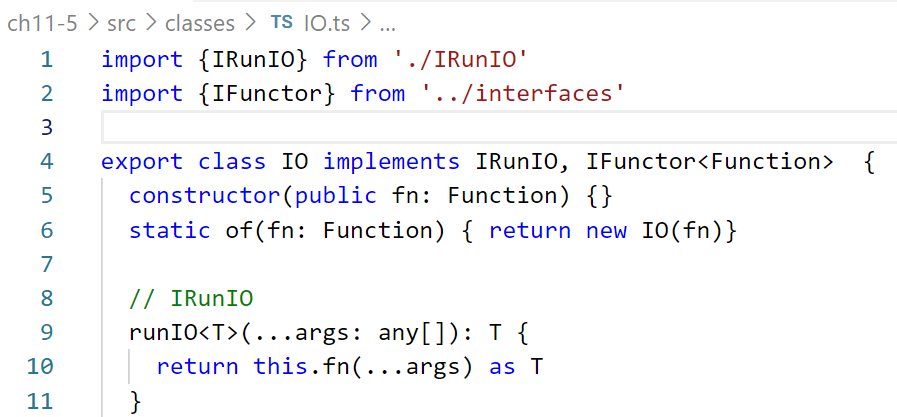 ch11-5 > src > classes > TS IO.ts > ...
1 import {IRunIO} from './IRunIO'
2 import {IFunctor} from '../interfaces'
3
4 export class IO implements IRunIO, IFunctor<Function>  {
5   constructor(public fn: Function) {}
6   static of(fn: Function) { return new IO(fn)}
7
8   // IRunIO
9   runIO<T>(...args: any[]): T {
10     return this.fn(...args) as T
11   }